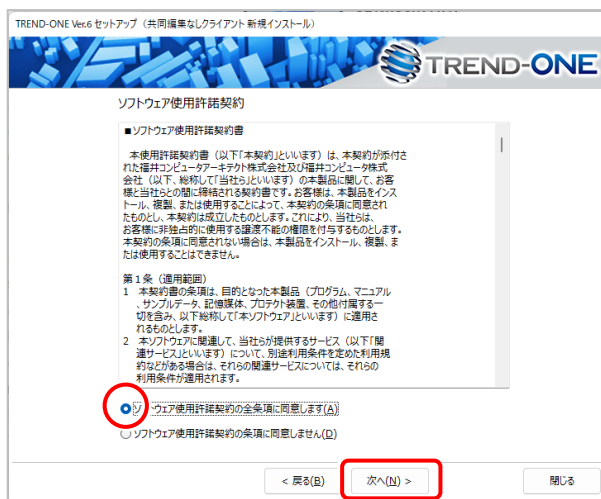 TREND-ONE Ver.6 セットアップ（共同編集なしクライアント 新規インストール）
TREND-ONE
ソフトウェア使用許諾契約
■ソフトウェア使用許諾契約書
本使用許諾契約書（以下「本契約」といいます）は、本契約が添付さ
れた福井コンピュータアーキテクト株式会社及び福井コンピュータ株式
会社（以下、総称して「当社ら」といいます）の本製品に関して、お客
様と当社らとの間に締結される契約書です。お客様は、本製品をインス
トール、複製、または使用することによって、本契約の条項に同意され
たものとし、本契約は成立したものとします。これにより、当社らは、
お客様に非独占的に使用する譲渡不能の権限を付与するものとします。
本契約の条項に同意されない場合は、本製品をインストール、複製、ま
たは使用することはできません。
第１条（適用範囲）
1 本契約書の条項は、目的となった本製品（プログラム、マニュアル
、サンプルデータ、記憶媒体、プロテクト装置、その他付属する一
切を含み、以下総称して「本ソフトウェア」といいます）に適用さ
れるものとします。
2 本ソフトウェアに関連して、当社らが提供するサービス（以下「関
連サービス」といいます）について、別途利用条件を定めた利用規
約などがある場合は、それらの関連サービスについては、それらの
利用条件が適用されます。
ソフトウェア使用許諾契約の全条項に同意します(A)
ソフトウェア使用許諾契約の条項に同意しません(D)
< 戻る(B) 次へ(N) > 閉じる